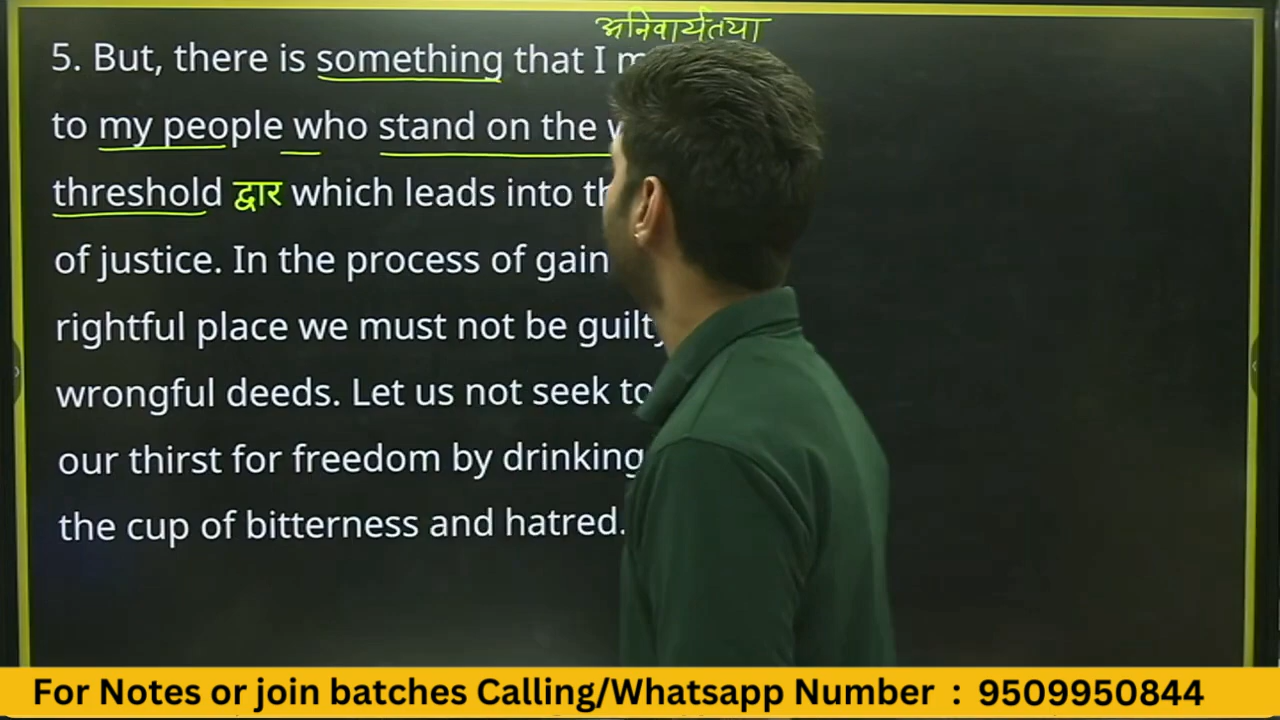 अनिवार्यतया
5. But, there is something that I
to my people who stand on the
threshold द्वार which leads into
of justice. In the process of gain
rightful place we must not be guilty
wrongful deeds. Let us not seek to
our thirst for freedom by drinking
the cup of bitterness and hatred.
For Notes or join batches Calling/Whatsapp Number : 9509950844